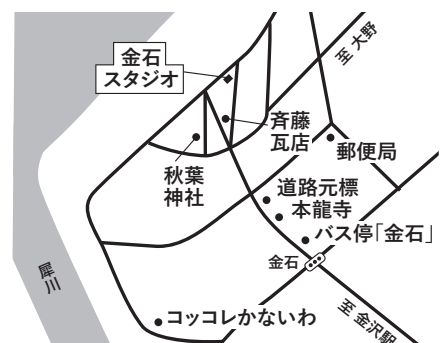 至 大野
金石
スタジオ
斉藤
瓦店
郵便局
秋葉
神社
道路元標
本龍寺
バス停「金石」
金石
犀川
至 金沢駅
コッコレかないわ